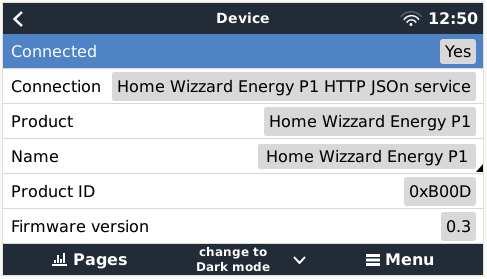 Device
12:50
Connected Yes
Connection Home Wizzard Energy P1 HTTP JSOn service
Product Home Wizzard Energy P1
Name Home Wizzard Energy P1
Product ID 0xB00D
Firmware version 0.3
Pages
change to
Dark mode
Menu